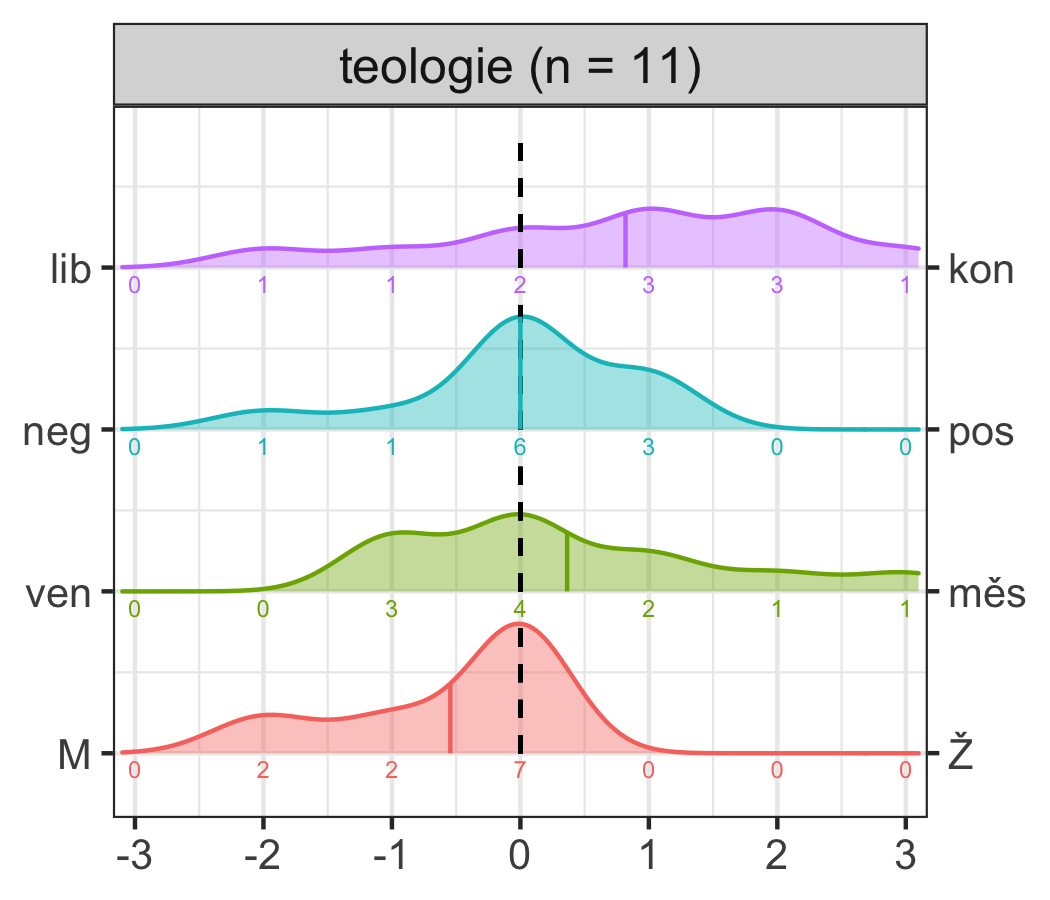 teologie (n = 11)
lib kon
0 1 1 2 3 3 1
neg pos
0 1 1 6 3 0 0
ven měs
0 0 3 4 2 1 1
M Ž
0 2 2 7 0 0 0
-3 -2 -1 0 1 2 3